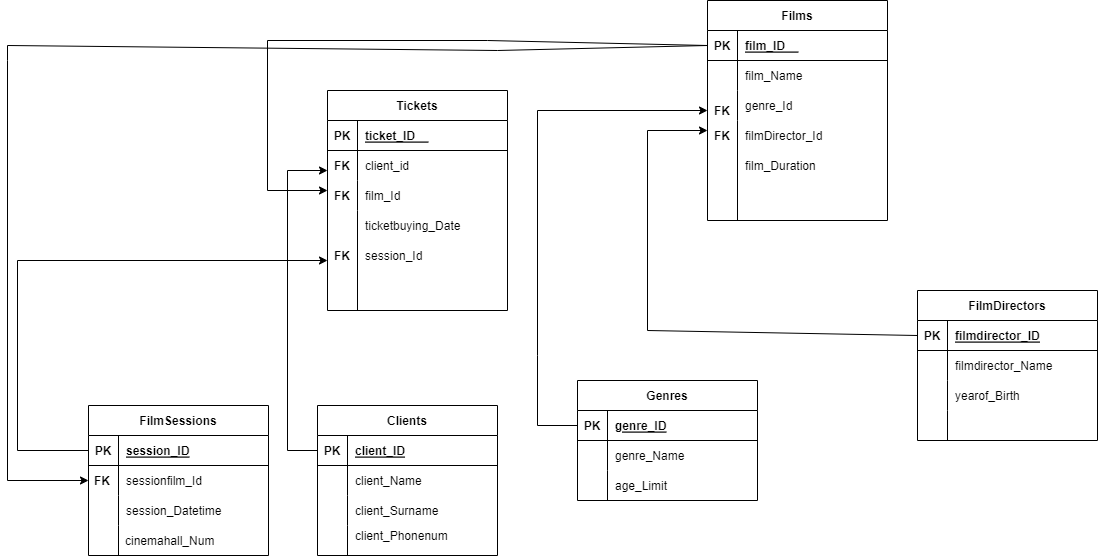 Films
PK film_ID
film_Name
FK genre_Id
FK filmDirector_Id
film_Duration
Tickets
PK ticket_ID
FK client_id
FK film_Id
ticketbuying_Date
FK session_Id
FilmDirectors
PK filmdirector_ID
filmdirector_Name
yearof_Birth
Genres
PK genre_ID
genre_Name
age_Limit
FilmSessions
PK session_ID
FK sessionfilm_Id
session_Datetime
cinemahall_Num
Clients
PK client_ID
client_Name
client_Surname
client_Phonenum